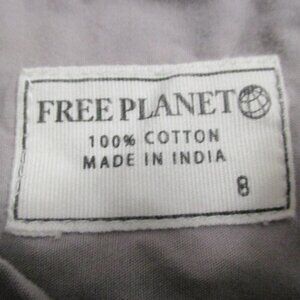 FREE PLANET
100% COTTON
MADE IN INDIA
8